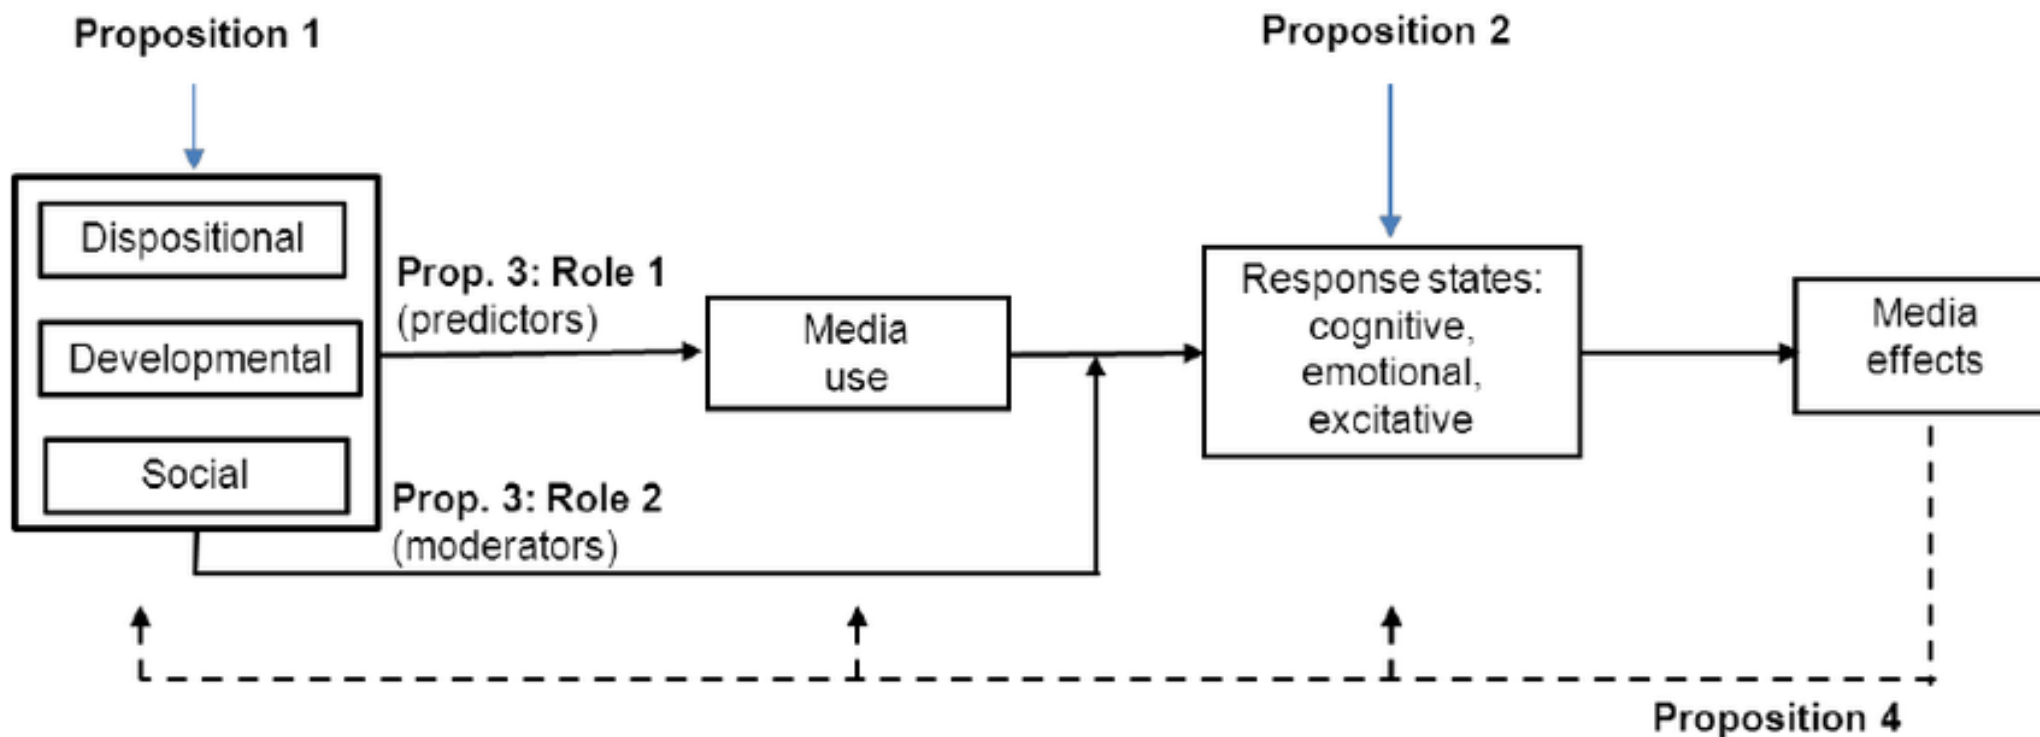 Proposition 1
Proposition 2
Dispositional
Developmental
Social
Prop. 3: Role 1
(predictors)
Prop. 3: Role 2
(moderators)
Media
use
Response states:
cognitive,
emotional,
excitative
Media
effects
Proposition 4